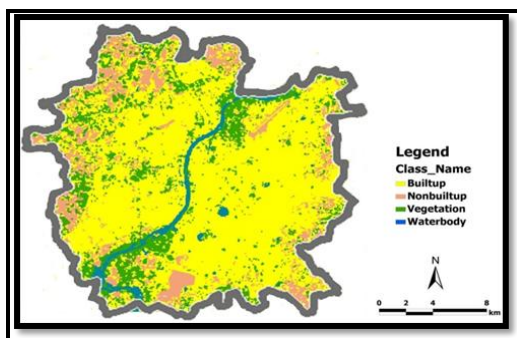 Legend
Class_Name
Builtup
Nonbuiltup
Vegetation
Waterbody
N
0 2 4 8
km